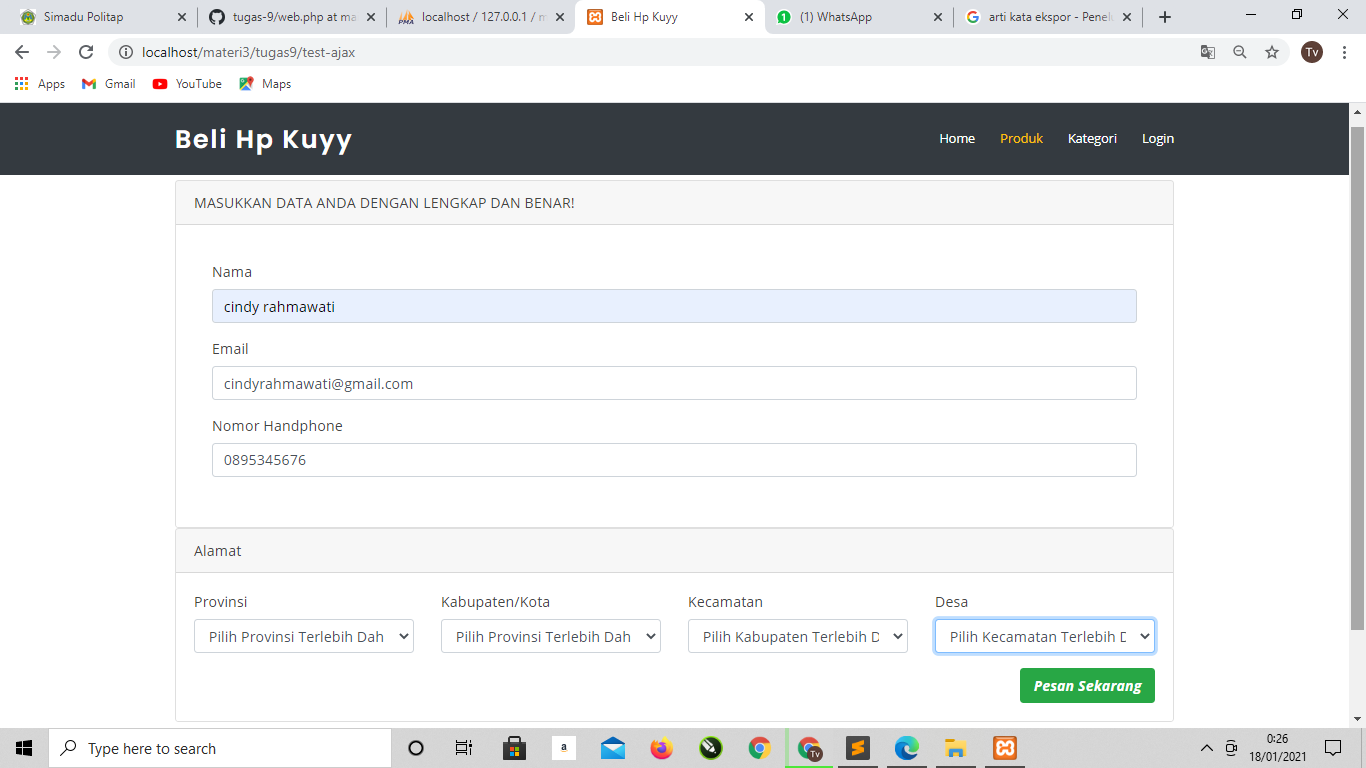 Simadu Politap
tugas-9/web.php at ma
localhost / 127.0.0.1 / m
Beli Hp Kuyy
(1) WhatsApp
arti kata ekspor - Penelu
localhost/materi3/tugas9/test-ajax
Tv
Apps
Gmail
YouTube
Maps
Beli Hp Kuyy
Home
Produk
Kategori
Login
MASUKKAN DATA ANDA DENGAN LENGKAP DAN BENAR!
Nama
cindy rahmawati
Email
cindyrahmawati@gmail.com
Nomor Handphone
0895345676
Alamat
Provinsi
Kabupaten/Kota
Kecamatan
Desa
Pilih Provinsi Terlebih Dah
Pilih Provinsi Terlebih Dah
Pilih Kabupaten Terlebih D
Pilih Kecamatan Terlebih D
Pesan Sekarang
Type here to search
a
Tv
0:26
18/01/2021